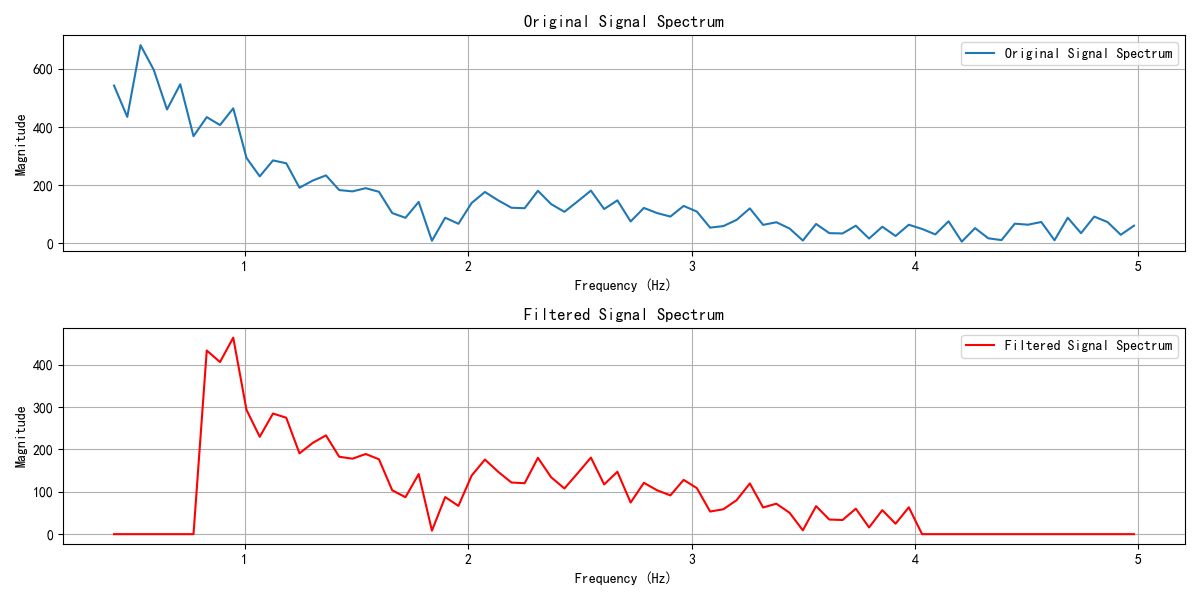 Original Signal Spectrum
Original Signal Spectrum
Magnitude
600
400
200
0
1 2 3 4 5
Frequency (Hz)
Filtered Signal Spectrum
Filtered Signal Spectrum
Magnitude
400
300
200
100
0
1 2 3 4 5
Frequency (Hz)